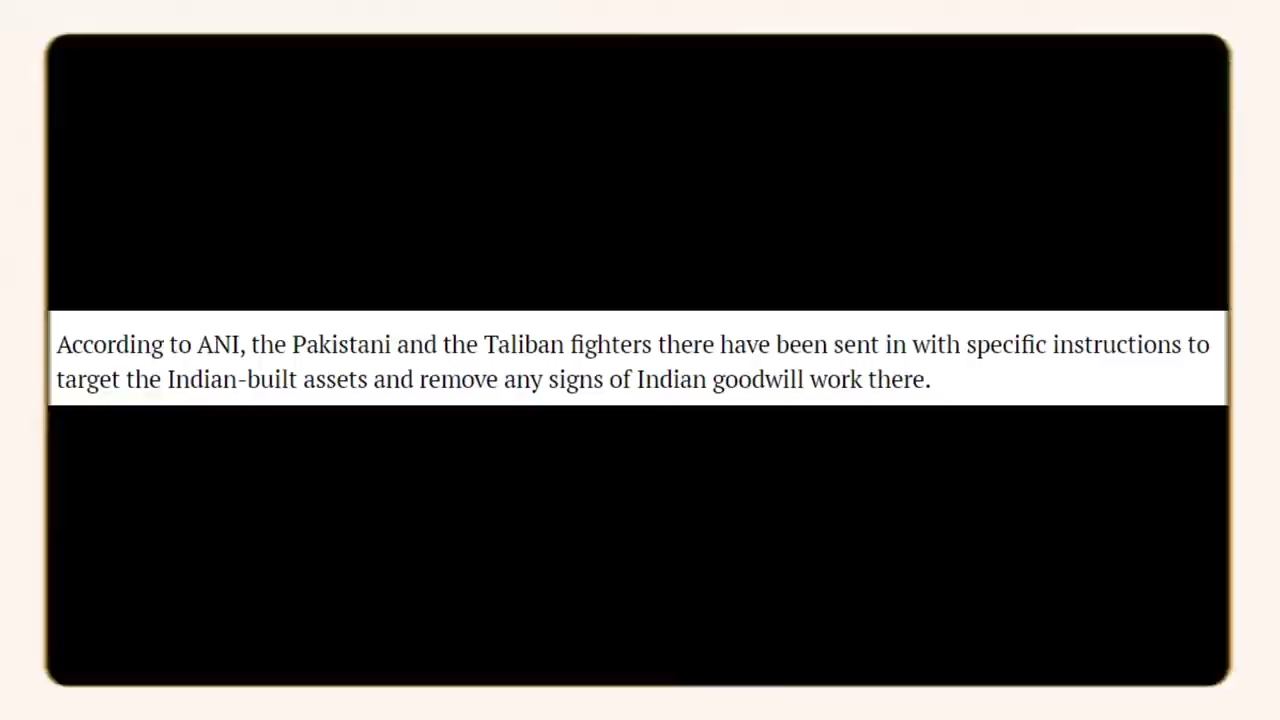 According to ANI, the Pakistani and the Taliban fighters there have been sent in with specific instructions to
target the Indian-built assets and remove any signs of Indian goodwill work there.